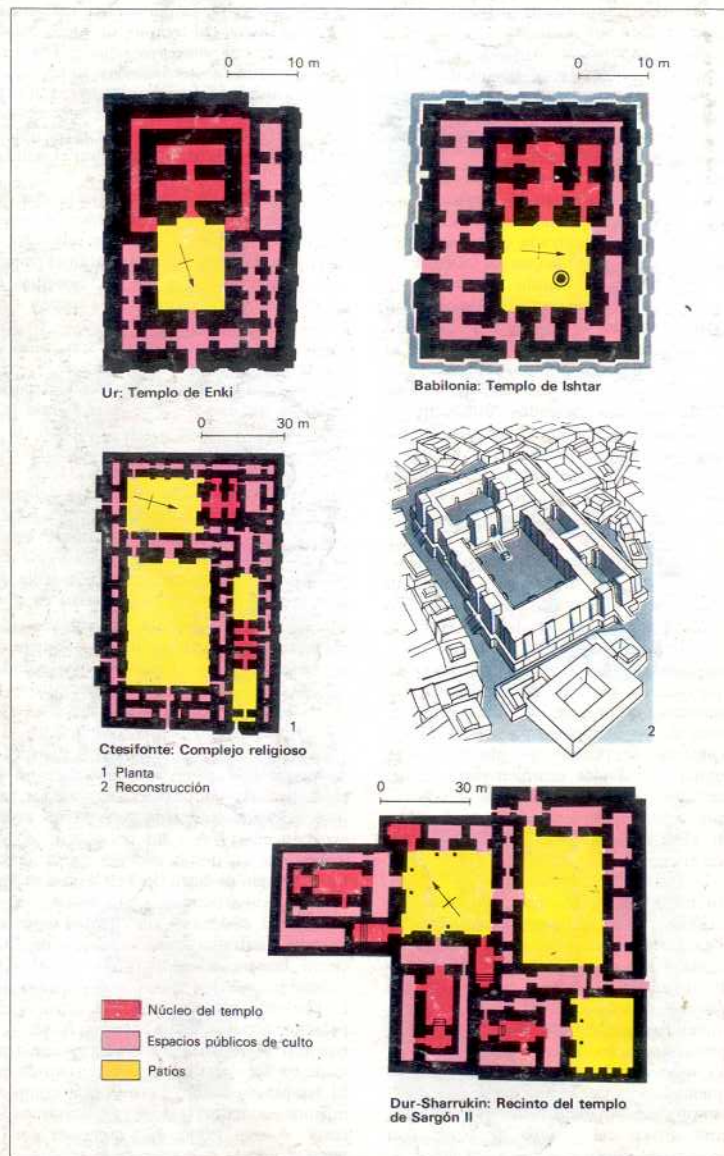 0 10 m
0 10 m
Ur: Templo de Enki
Babilonia: Templo de Ishtar
0 30 m
1
2
Ctesifonte: Complejo religioso
1 Planta
2 Reconstrucción
0 30 m
Núcleo del templo
Espacios públicos de culto
Patios
Dur-Sharrukin: Recinto del templo
de Sargón II